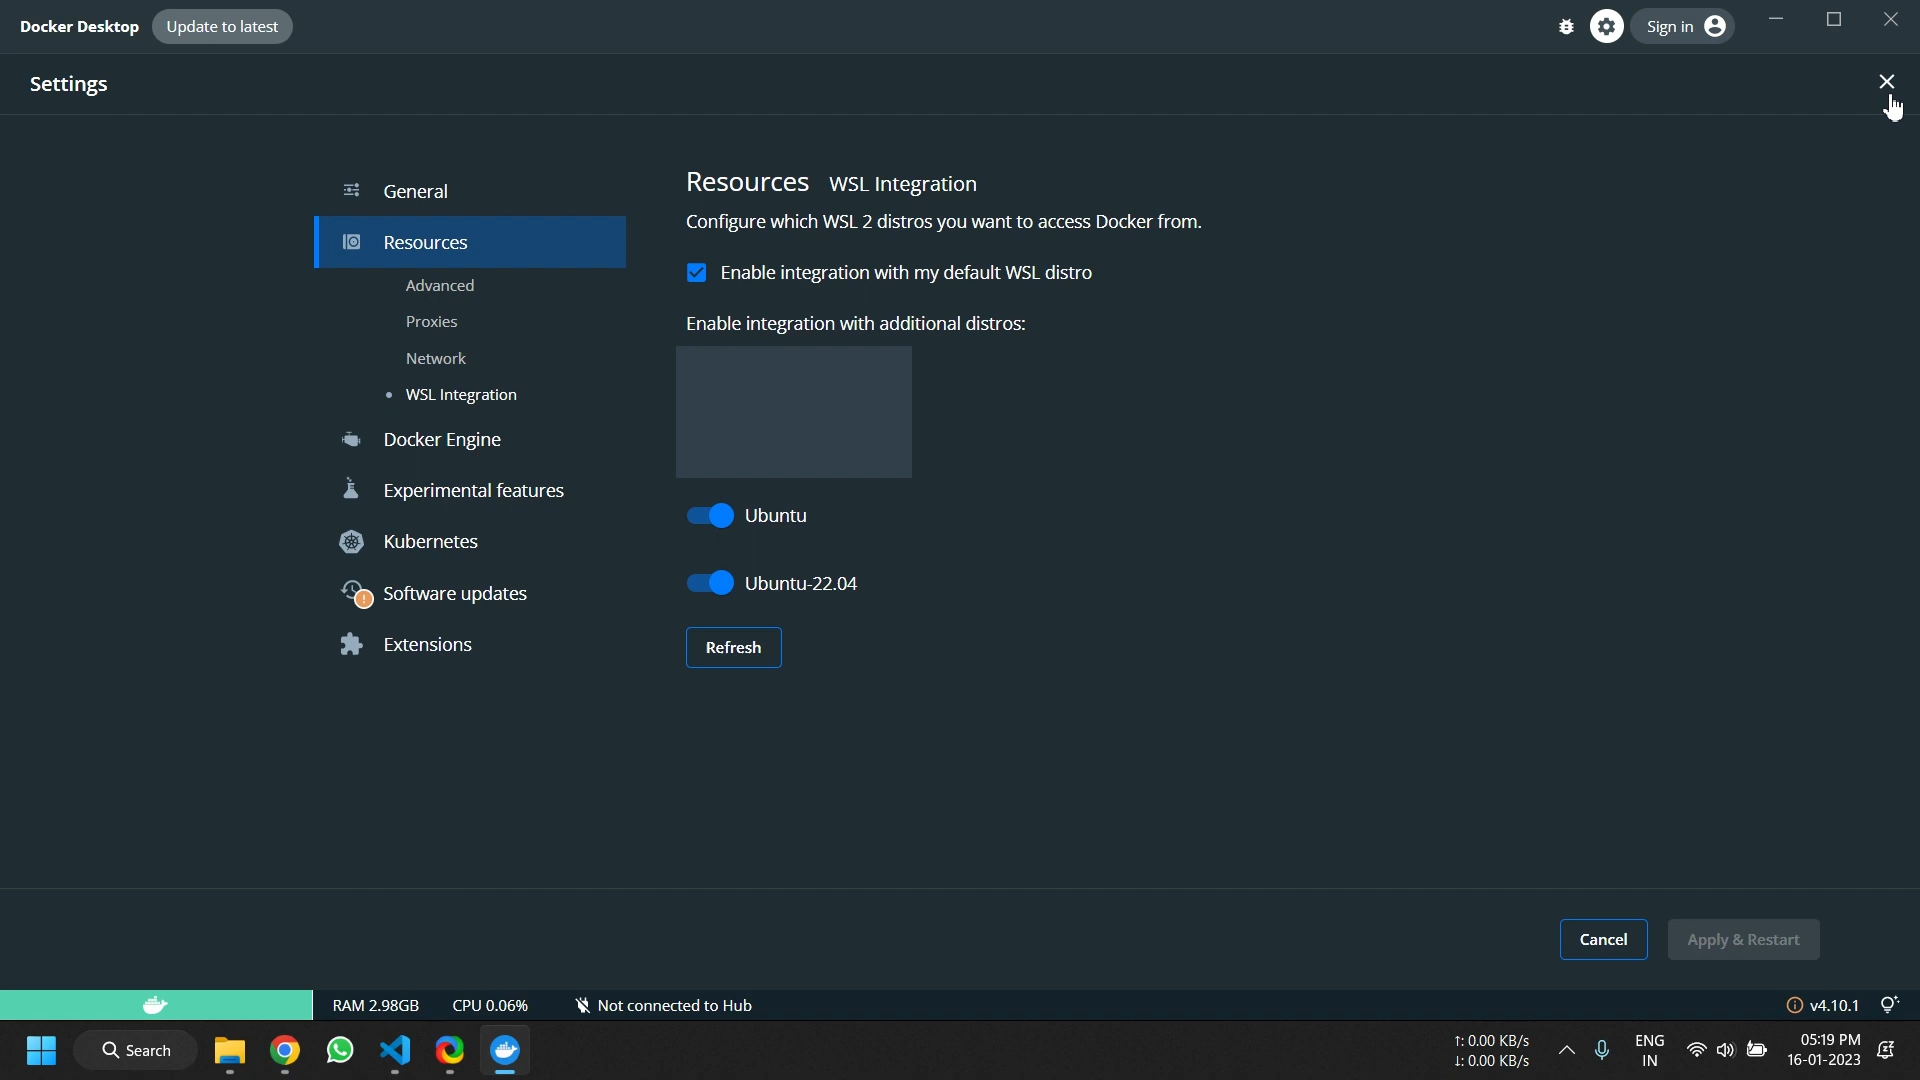 Docker Desktop
Update to latest
Sign in
Settings
General
Resources
Advanced
Proxies
Network
WSL Integration
Docker Engine
Experimental features
Kubernetes
Software updates
Extensions
Resources WSL Integration
Configure which WSL 2 distros you want to access Docker from.
Enable integration with my default WSL distro
Enable integration with additional distros:
Ubuntu
Ubuntu-22.04
Refresh
Cancel
Apply & Restart
RAM 2.98GB
CPU 0.06%
Not connected to Hub
v4.10.1
Search
↑: 0.00 KB/s
↓: 0.00 KB/s
ENG
IN
05:19 PM
16-01-2023